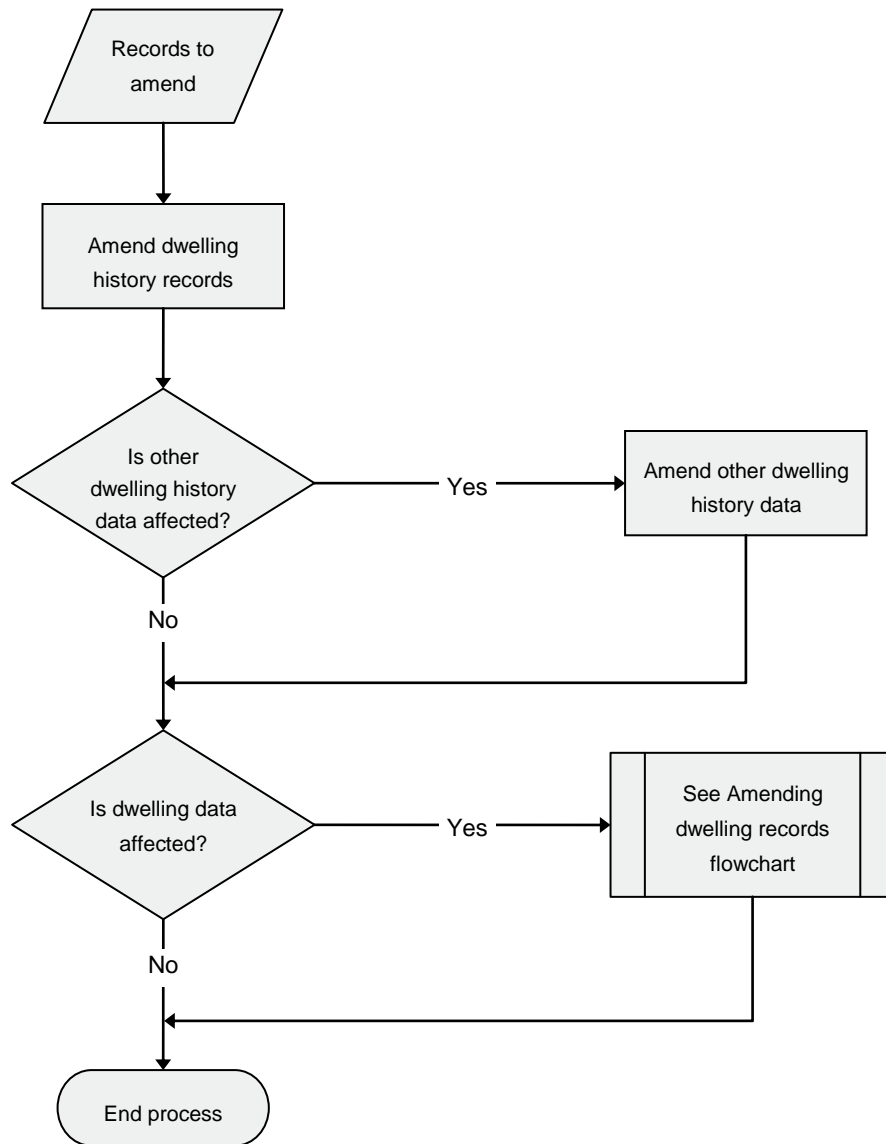 Records to
amend
Amend dwelling
history records
Is other
dwelling history
data affected?
Yes
Amend other dwelling
history data
No
Is dwelling data
affected?
Yes
See Amending
dwelling records
flowchart
No
End process